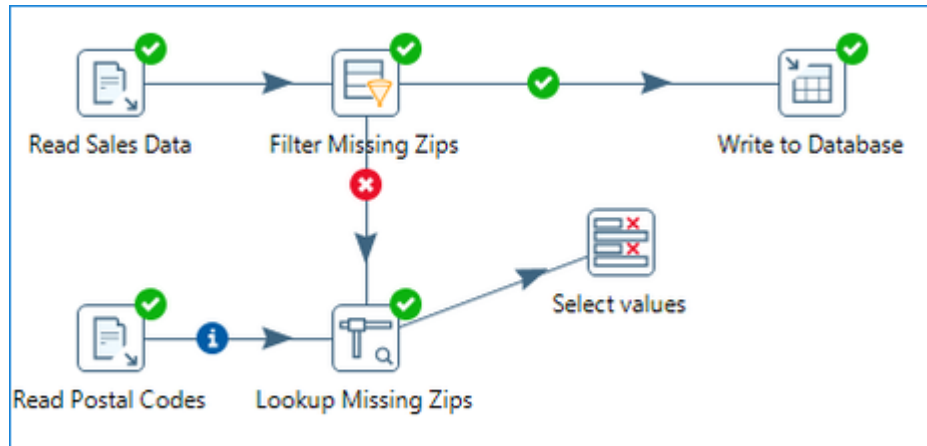 Read Sales Data
Filter Missing Zips
Write to Database
Select values
Read Postal Codes
Lookup Missing Zips